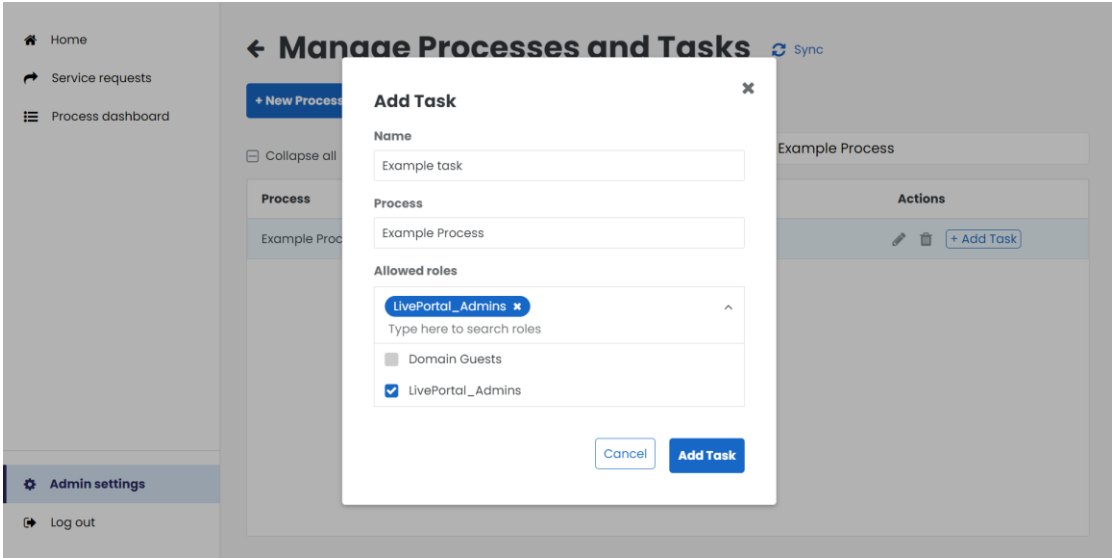 Home
Service requests
Process dashboard
Admin settings
Log out
Manage Processes and Tasks
Sync
+ New Process
Collapse all
Example Process
Process
Actions
Example Proc
+ Add Task
Add Task
Name
Example task
Process
Example Process
Allowed roles
LivePortal_Admins
Type here to search roles
Domain Guests
LivePortal_Admins
Cancel
Add Task